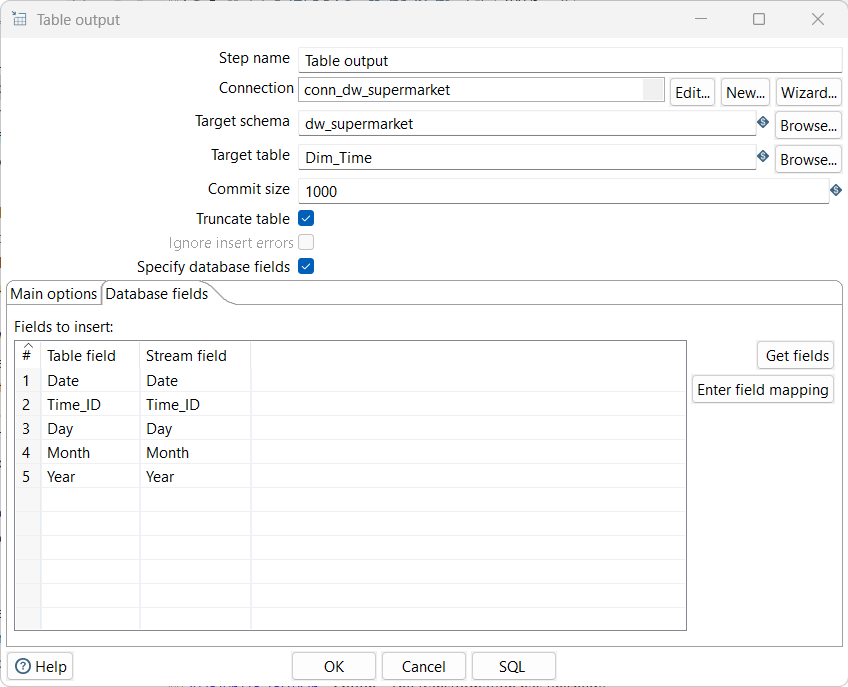 Table output
Step name Table output
Connection conn_dw_supermarket Edit... New... Wizard...
Target schema dw_supermarket Browse...
Target table Dim_Time Browse...
Commit size 1000
Truncate table
Ignore insert errors
Specify database fields
Main options Database fields
Fields to insert:
# Table field Stream field Get fields
1 Date Date
Enter field mapping
2 Time_ID Time_ID
3 Day Day
4 Month Month
5 Year Year
Help OK Cancel SQL